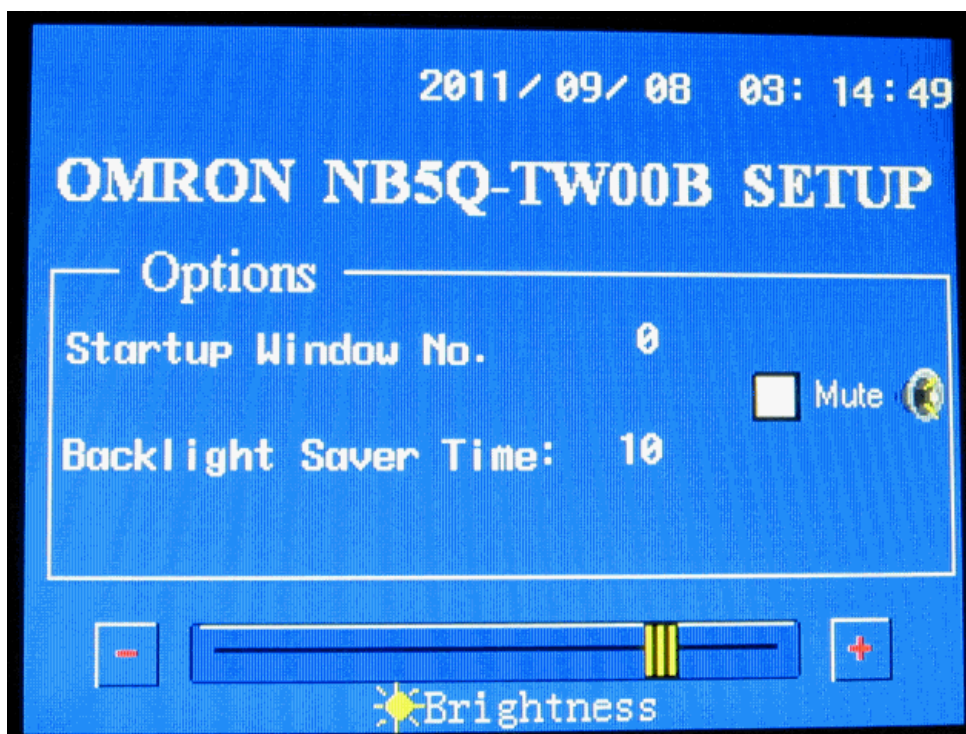 2011/09/08 03:14:49
OMRON NB5Q-TW00B SETUP
Options
Startup Window No. 0
Mute
Backlight Saver Time: 10
- +
Brightness